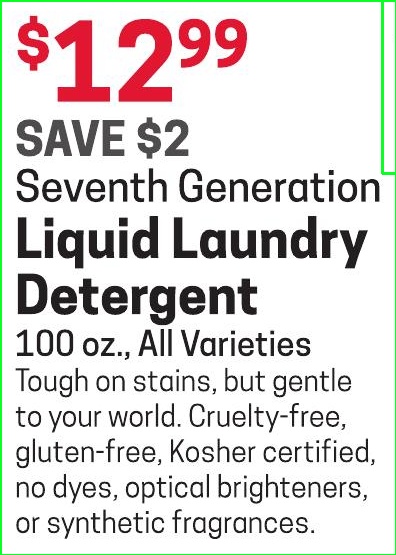 $12.99
SAVE $2
Seventh Generation
Liquid Laundry
Detergent
100 oz., All Varieties
Tough on stains, but gentle
to your world. Cruelty-free,
gluten-free, Kosher certified,
no dyes, optical brighteners,
or synthetic fragrances.